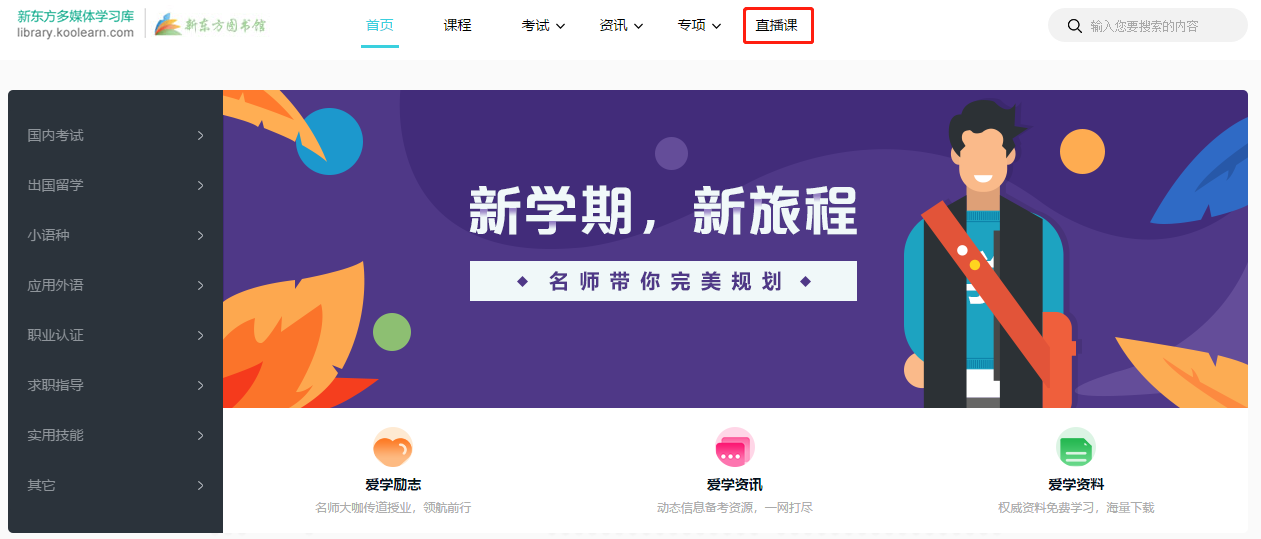 新东方多媒体学习库
library.koolearn.com
新东方图书馆
首页 课程 考试 资讯 专项 直播课
输入您要搜索的内容
国内考试
出国留学
小语种
应用外语
职业认证
求职指导
实用技能
其它
新学期，新旅程
名师带你完美规划
爱学励志
名师大咖传道授业，领航前行
爱学资讯
动态信息备考资源，一网打尽
爱学资料
权威资料免费学习，海量下载